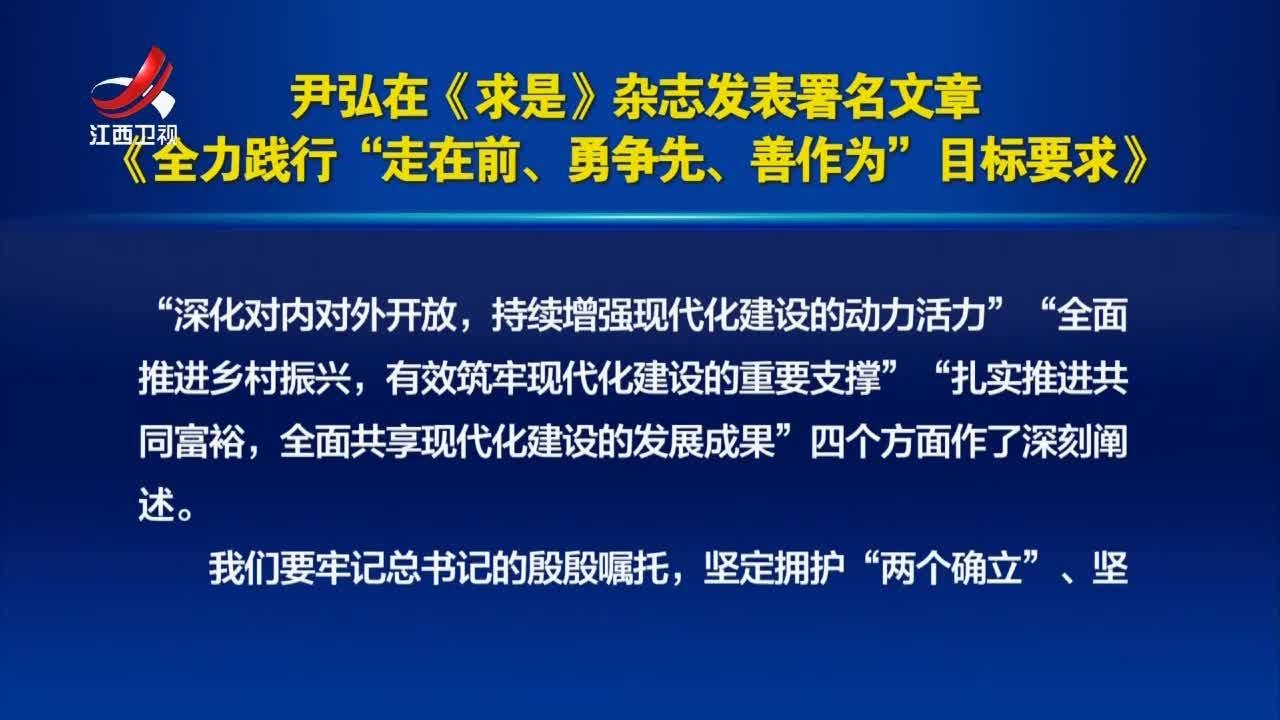 江西卫视
尹弘在《求是》杂志发表署名文章
《全力践行“走在前、勇争先、善作为”目标要求》
“深化对内对外开放，持续增强现代化建设的动力活力”“全面
推进乡村振兴，有效筑牢现代化建设的重要支撑”“扎实推进共
同富裕，全面共享现代化建设的发展成果”四个方面作了深刻阐
述。
我们要牢记总书记的殷殷嘱托，坚定拥护“两个确立”、坚